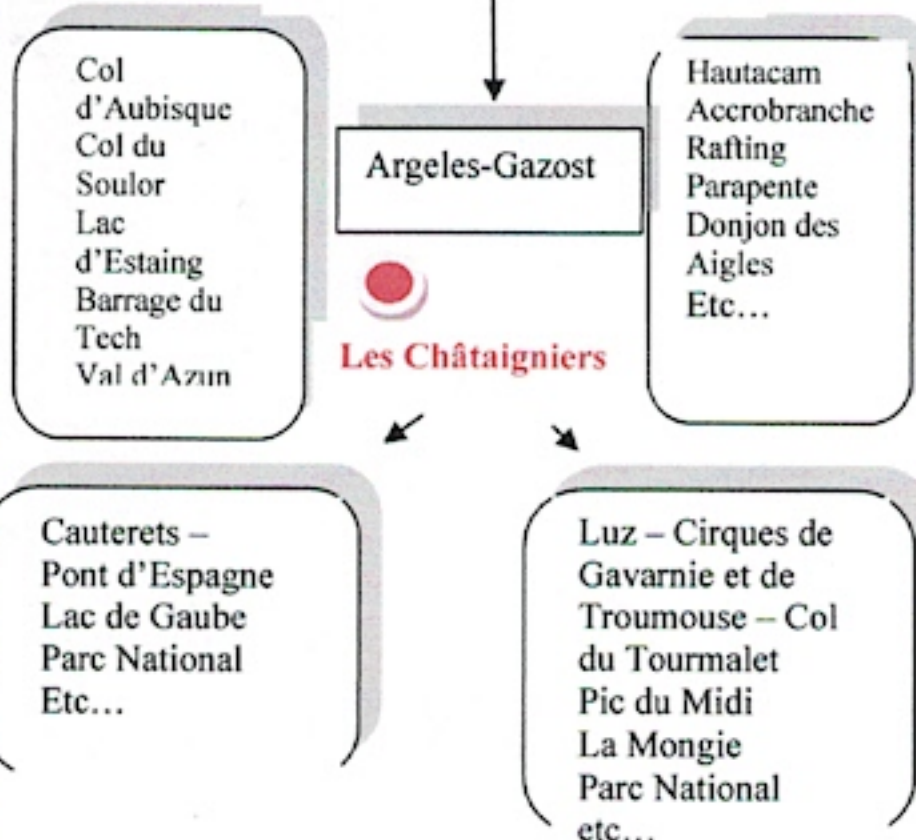 Col
d'Aubisque
Col du
Soulor
Lac
d'Estaing
Barrage du
Tech
Val d'Azun
Argeles-Gazost
Les Châtaigniers
Hautacam
Accrobranche
Rafting
Parapente
Donjon des
Aigles
Etc...
Cauterets –
Pont d'Espagne
Lac de Gaube
Parc National
Etc...
Luz – Cirques de
Gavarnie et de
Troumouse – Col
du Tourmalet
Pic du Midi
La Mongie
Parc National
etc...